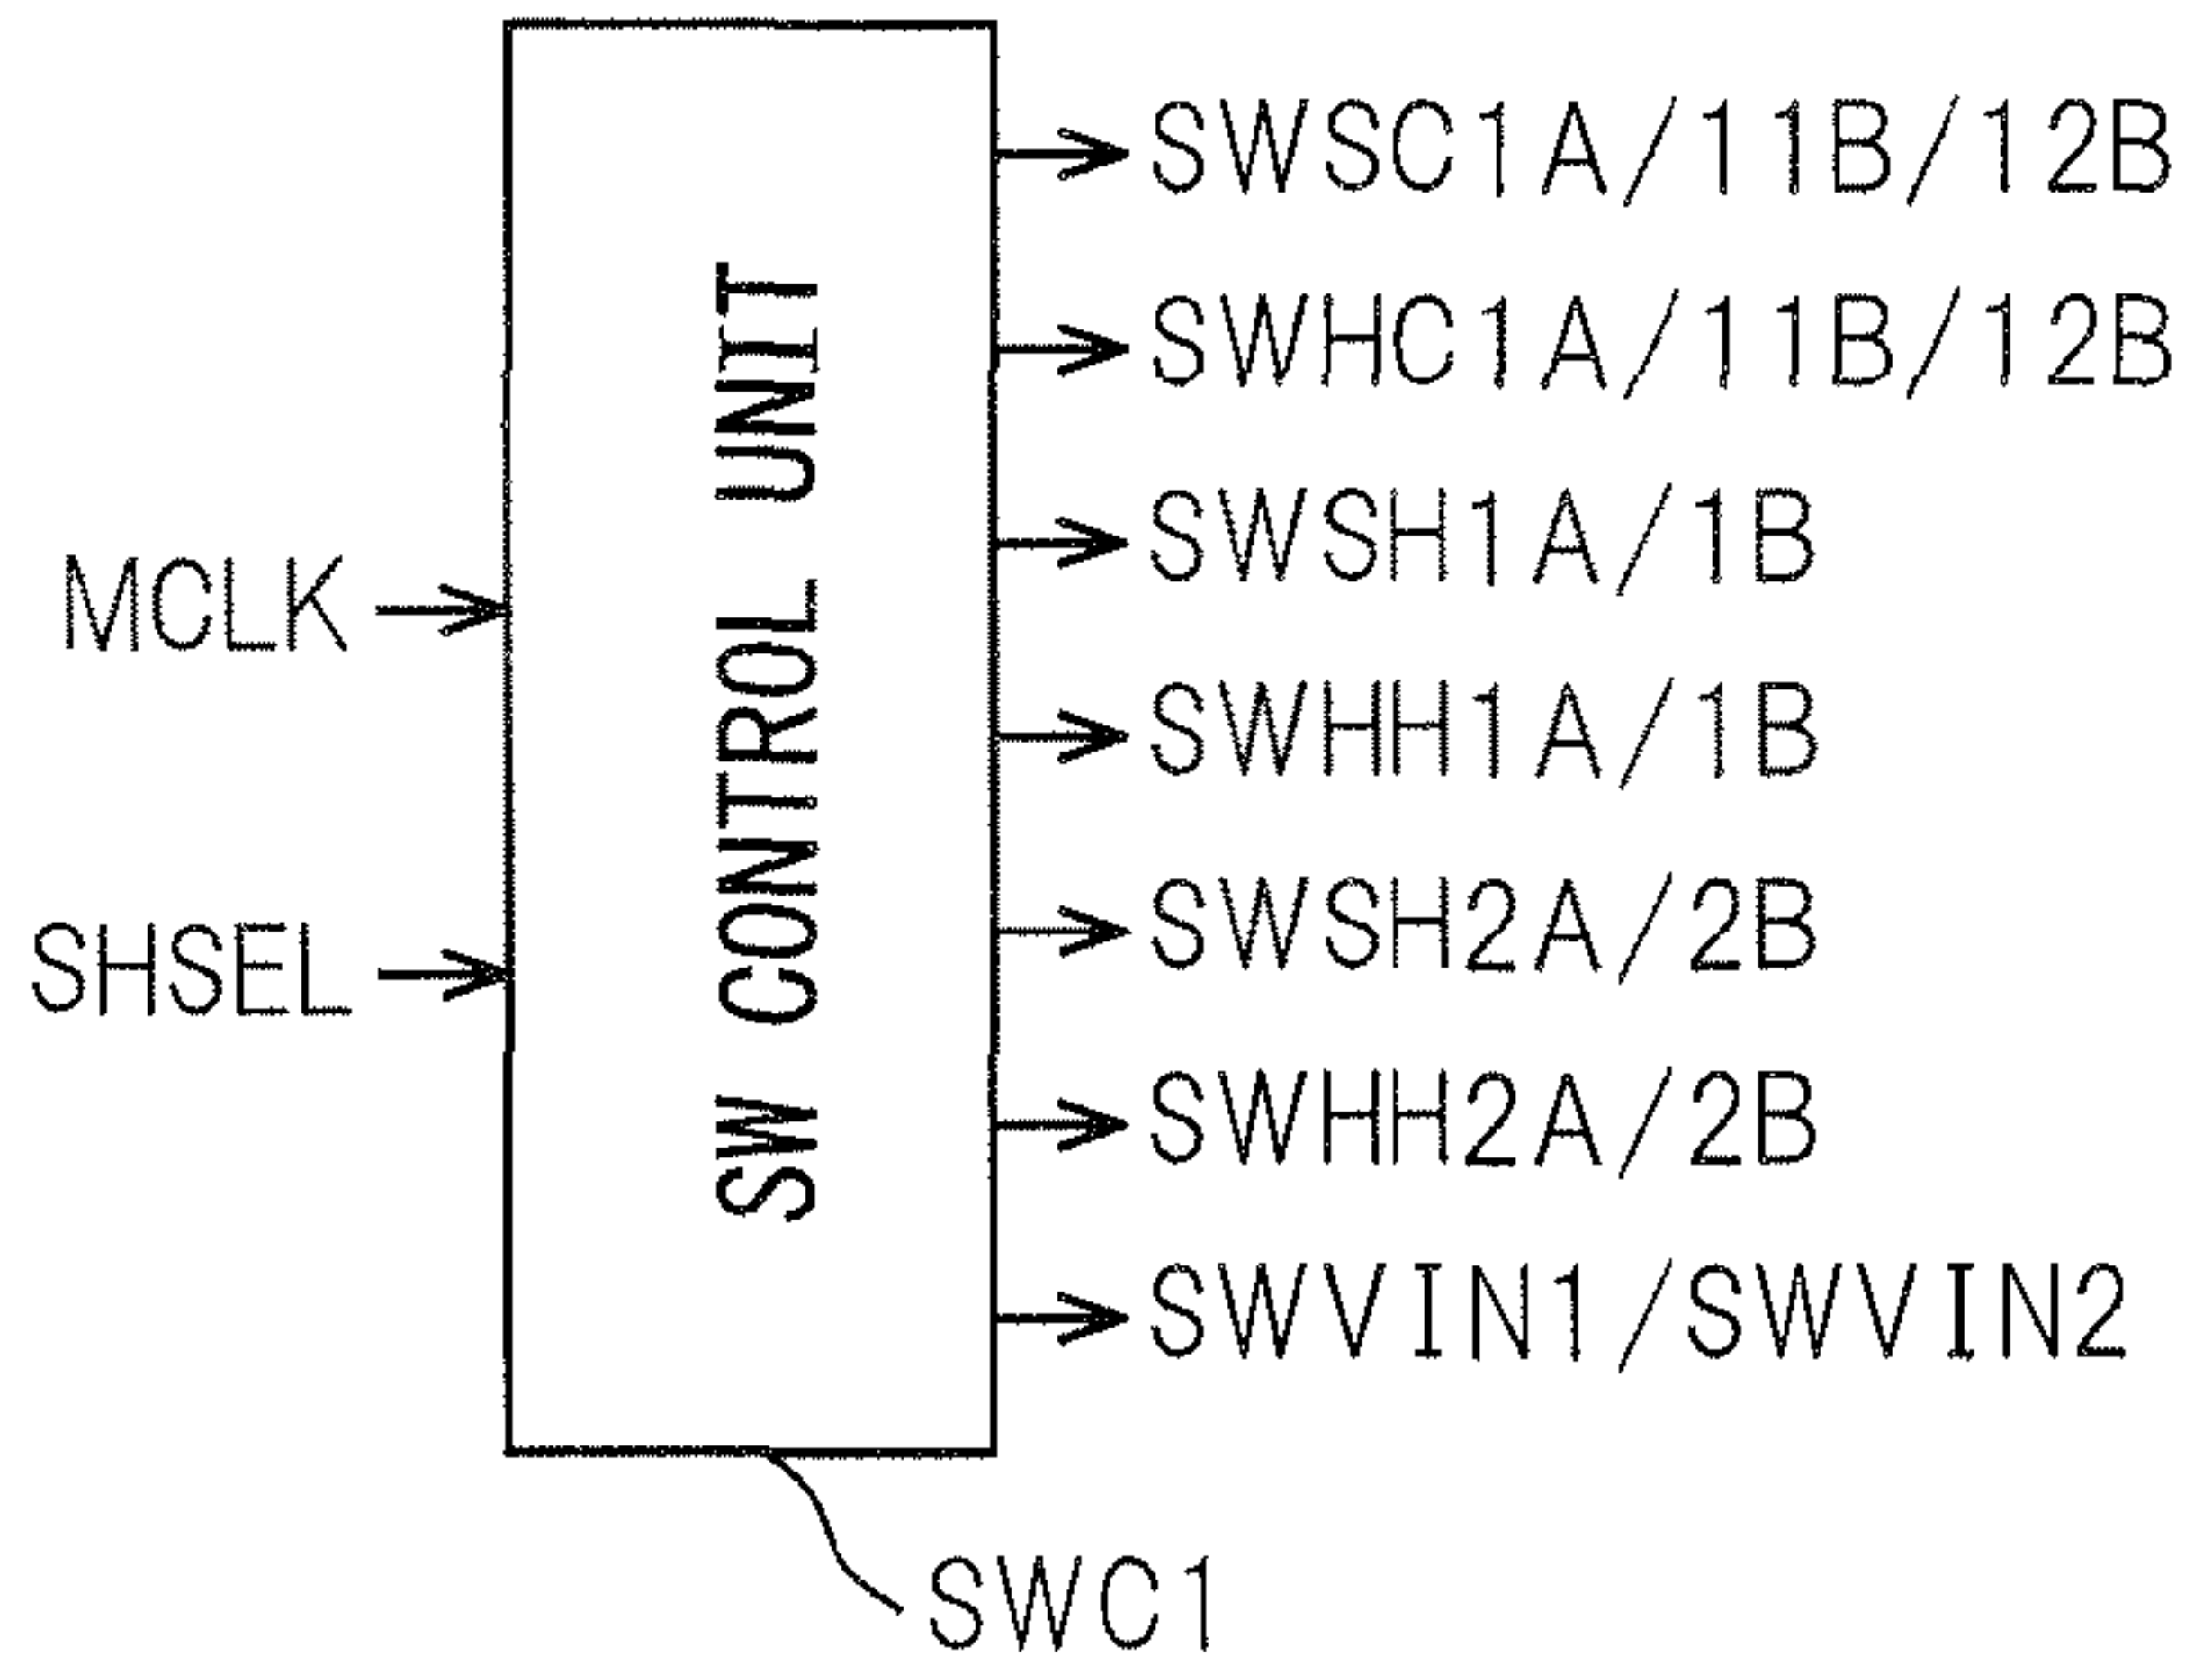 MCLK
SHSEL
SW CONTROL UNIT
SWSC1A/11B/12B
SWHC1A/11B/12B
SWSH1A/1B
SWHH1A/1B
SWSH2A/2B
SWHH2A/2B
SWVIN1/SWVIN2
SWC1